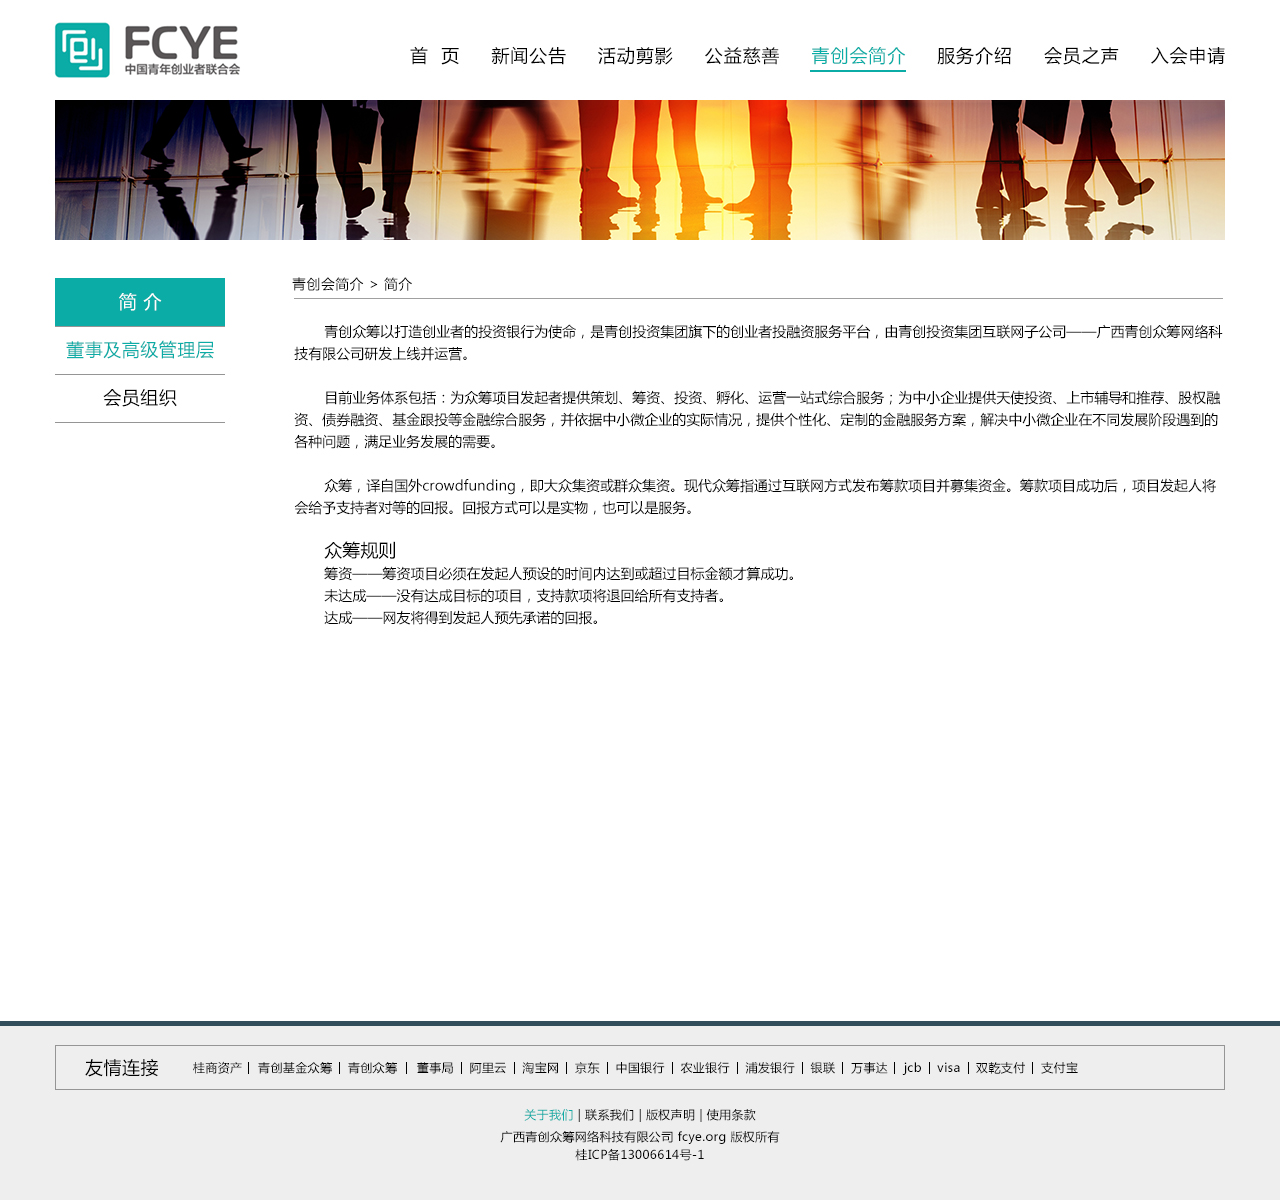 FCYE
中国青年创业者联合会
首 页 新闻公告 活动剪影 公益慈善 青创会简介 服务介绍 会员之声 入会申请
青创会简介 > 简介
简 介
董事及高级管理层
会员组织
青创众筹以打造创业者的投资银行为使命，是青创投资集团旗下的创业者投融资服务平台，由青创投资集团互联网子公司——广西青创众筹网络科
技有限公司研发上线并运营。
目前业务体系包括：为众筹项目发起者提供策划、筹资、投资、孵化、运营一站式综合服务；为中小企业提供天使投资、上市辅导和推荐、股权融
资、债券融资、基金跟投等金融综合服务，并依据中小微企业的实际情况，提供个性化、定制的金融服务方案，解决中小微企业在不同发展阶段遇到的
各种问题，满足业务发展的需要。
众筹，译自国外crowdfunding，即大众集资或群众集资。现代众筹指通过互联网方式发布筹款项目并募集资金。筹款项目成功后，项目发起人将
会给予支持者对等的回报。回报方式可以是实物，也可以是服务。
众筹规则
筹资——筹资项目必须在发起人预设的时间内达到或超过目标金额才算成功。
未达成——没有达成目标的项目，支持款项将退回给所有支持者。
达成——网友将得到发起人预先承诺的回报。
友情连接 桂商资产 | 青创基金众筹 | 青创众筹 | 董事局 | 阿里云 | 淘宝网 | 京东 | 中国银行 | 农业银行 | 浦发银行 | 银联 | 万事达 | jcb | visa | 双乾支付 | 支付宝
关于我们 | 联系我们 | 版权声明 | 使用条款
广西青创众筹网络科技有限公司 fcye.org 版权所有
桂ICP备13006614号-1